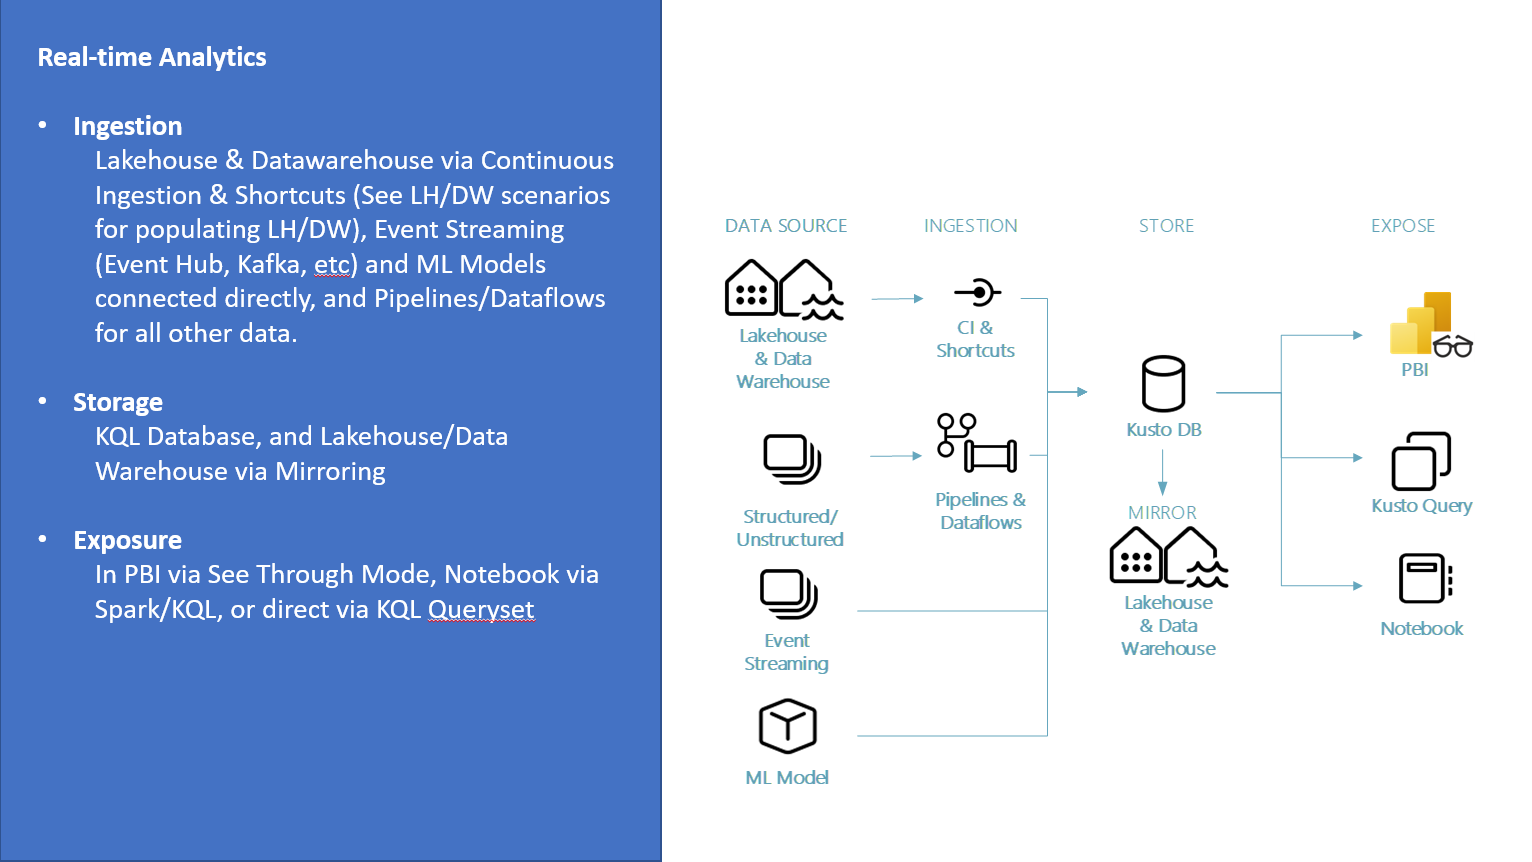 Real-time Analytics
• Ingestion
Lakehouse & Datawarehouse via Continuous
Ingestion & Shortcuts (See LH/DW scenarios
for populating LH/DW), Event Streaming
(Event Hub, Kafka, etc) and ML Models
connected directly, and Pipelines/Dataflows
for all other data.
• Storage
KQL Database, and Lakehouse/Data
Warehouse via Mirroring
• Exposure
In PBI via See Through Mode, Notebook via
Spark/KQL, or direct via KQL Queryset
DATA SOURCE
Lakehouse
& Data
Warehouse
Structured/
Unstructured
Event
Streaming
ML Model
INGESTION
CI &
Shortcuts
Pipelines &
Dataflows
STORE
Kusto DB
MIRROR
Lakehouse
& Data
Warehouse
EXPOSE
PBI
Kusto Query
Notebook